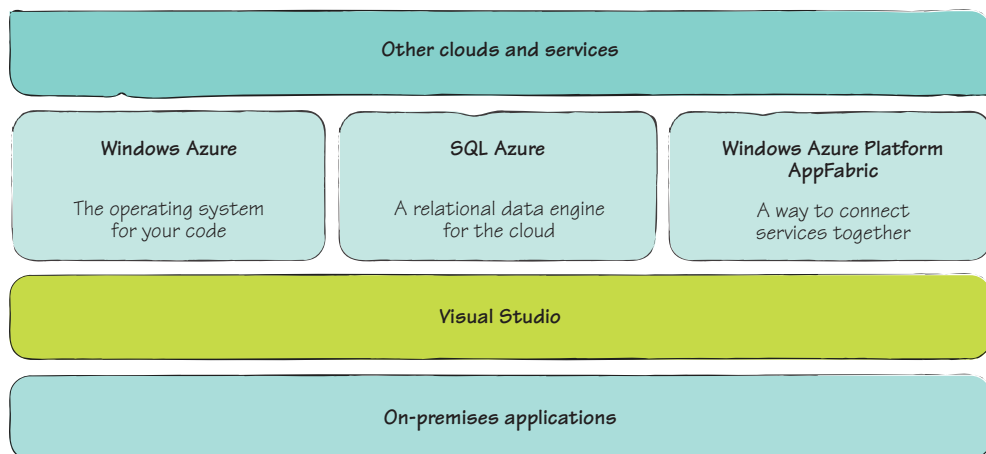 Other clouds and services
Windows Azure
The operating system
for your code
SQL Azure
A relational data engine
for the cloud
Windows Azure Platform
AppFabric
A way to connect
services together
Visual Studio
On-premises applications